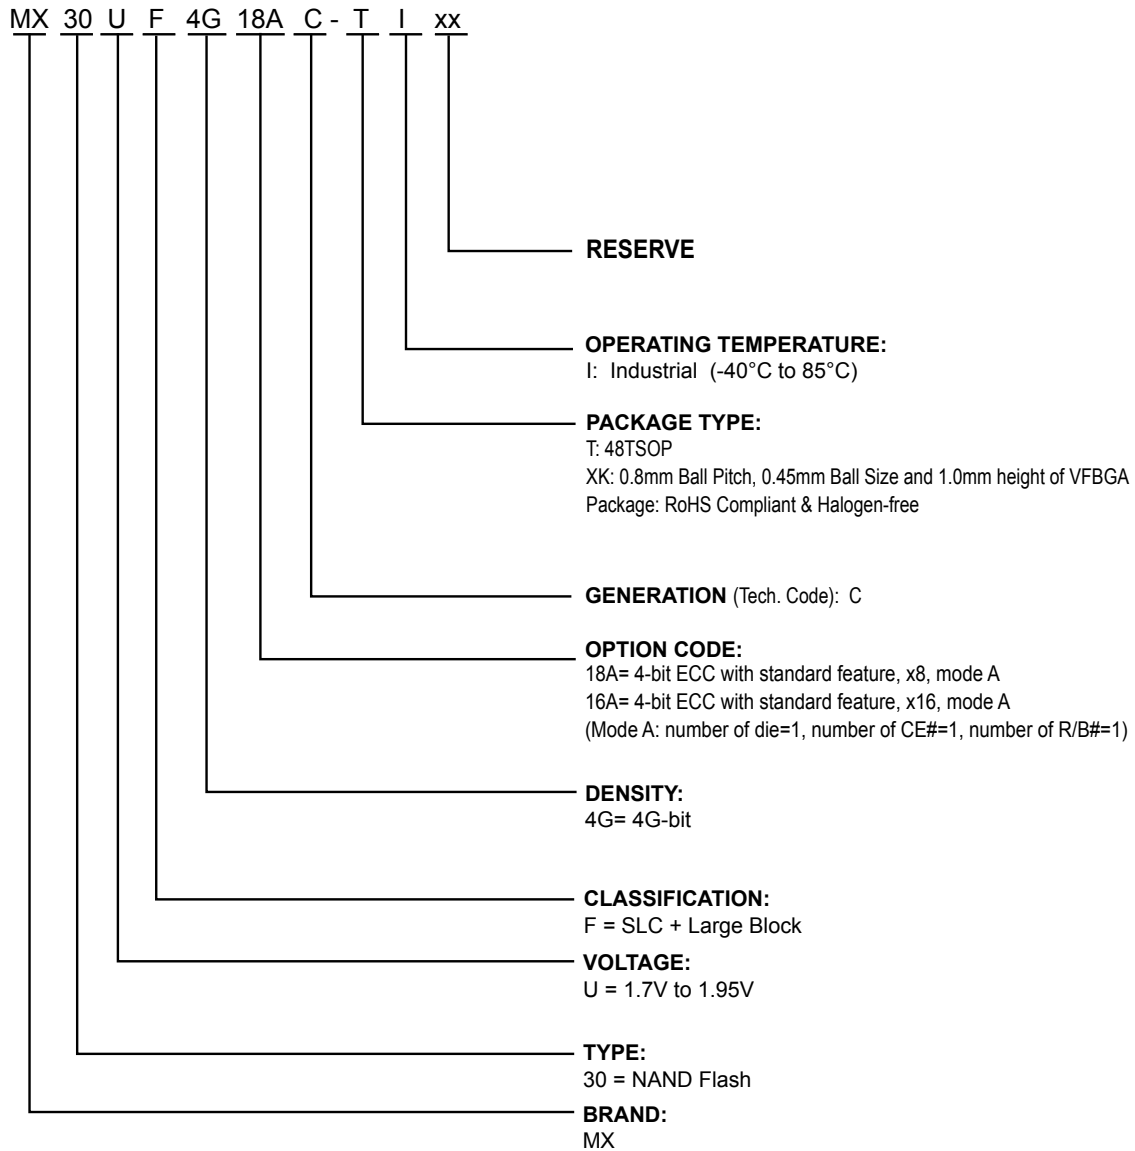 MX 30 U F 4G 18A C - T I xx
RESERVE
OPERATING TEMPERATURE:
I: Industrial (-40°C to 85°C)
PACKAGE TYPE:
T: 48TSOP
XK: 0.8mm Ball Pitch, 0.45mm Ball Size and 1.0mm height of VFBGA
Package: RoHS Compliant & Halogen-free
GENERATION (Tech. Code): C
OPTION CODE:
18A= 4-bit ECC with standard feature, x8, mode A
16A= 4-bit ECC with standard feature, x16, mode A
(Mode A: number of die=1, number of CE#=1, number of R/B#=1)
DENSITY:
4G= 4G-bit
CLASSIFICATION:
F = SLC + Large Block
VOLTAGE:
U = 1.7V to 1.95V
TYPE:
30 = NAND Flash
BRAND:
MX